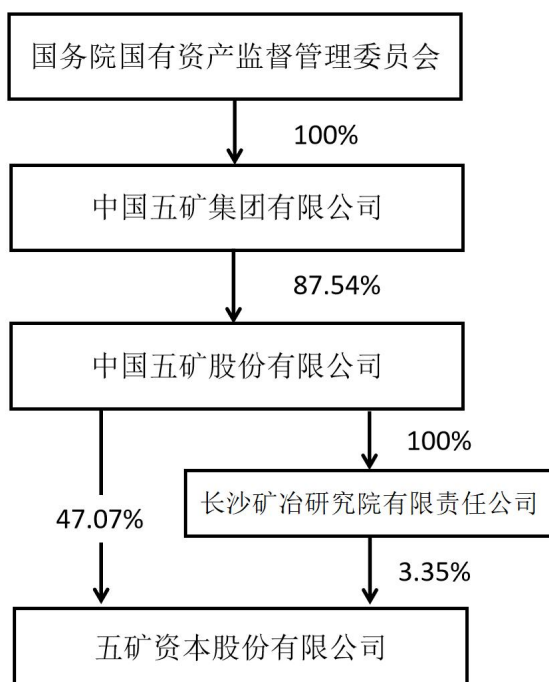 国务院国有资产监督管理委员会
100%
中国五矿集团有限公司
87.54%
中国五矿股份有限公司
100%
长沙矿冶研究院有限责任公司
47.07%
3.35%
五矿资本股份有限公司